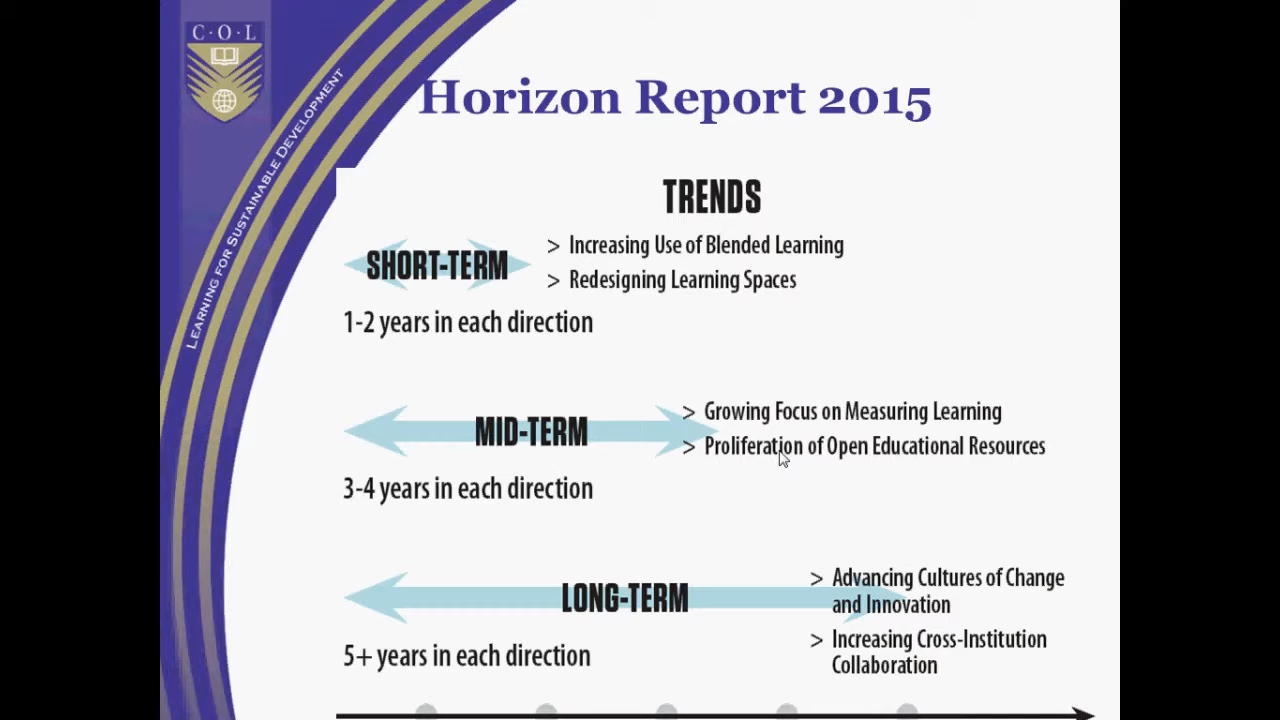 C·O·L
LEARNING FOR SUSTAINABLE DEVELOPMENT
Horizon Report 2015
TRENDS
SHORT-TERM
> Increasing Use of Blended Learning
> Redesigning Learning Spaces
1-2 years in each direction
MID-TERM
> Growing Focus on Measuring Learning
> Proliferation of Open Educational Resources
3-4 years in each direction
LONG-TERM
> Advancing Cultures of Change
and Innovation
> Increasing Cross-Institution
Collaboration
5+ years in each direction